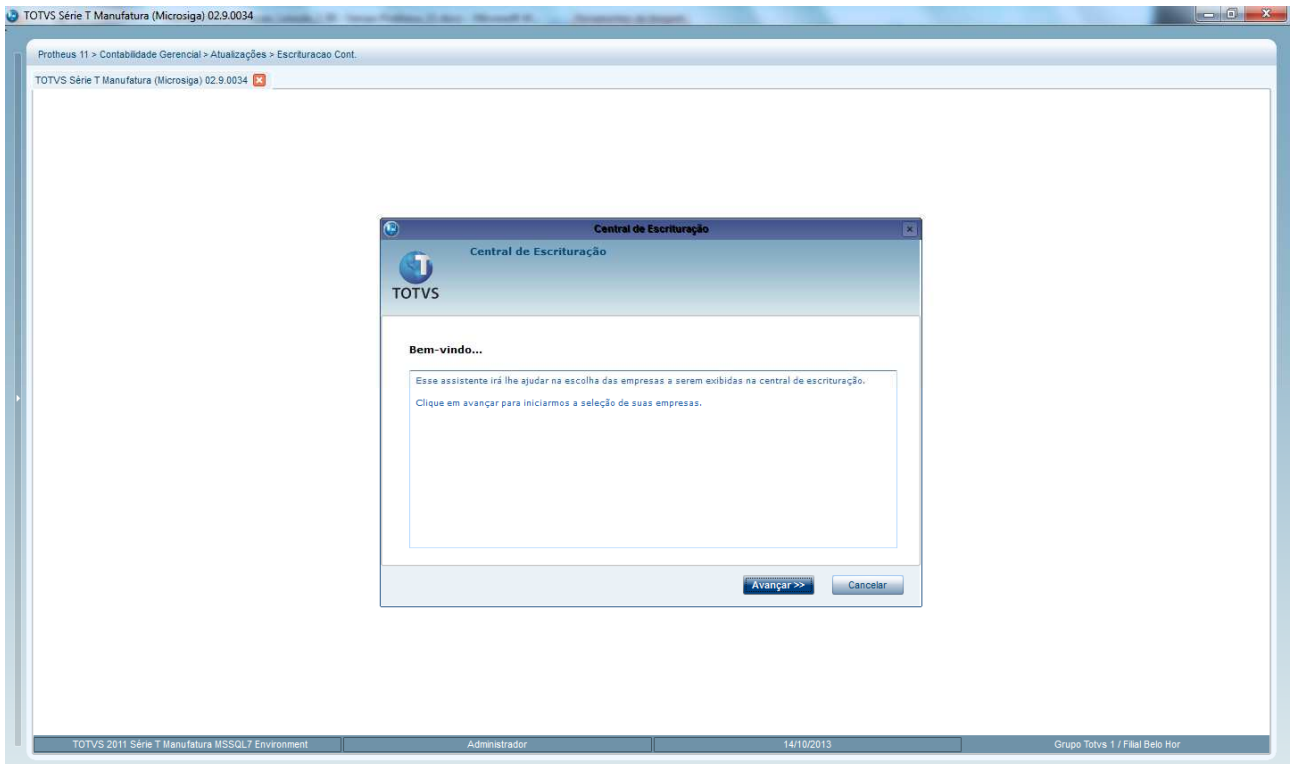 TOTVS Série T Manufatura (Microsiga) 02.9.0034
Protheus 11 > Contabilidade Gerencial > Atualizações > Escrituracao Cont.
TOTVS Série T Manufatura (Microsiga) 02.9.0034
Central de Escrituração
Central de Escrituração
TOTVS
Bem-vindo...
Esse assistente irá lhe ajudar na escolha das empresas a serem exibidas na central de escrituração.
Clique em avançar para iniciarmos a seleção de suas empresas.
Avançar >> Cancelar
TOTVS 2011 Série T Manufatura MSSQL7 Environment Administrador 14/10/2013 Grupo Totvs 1 / Filial Belo Hor